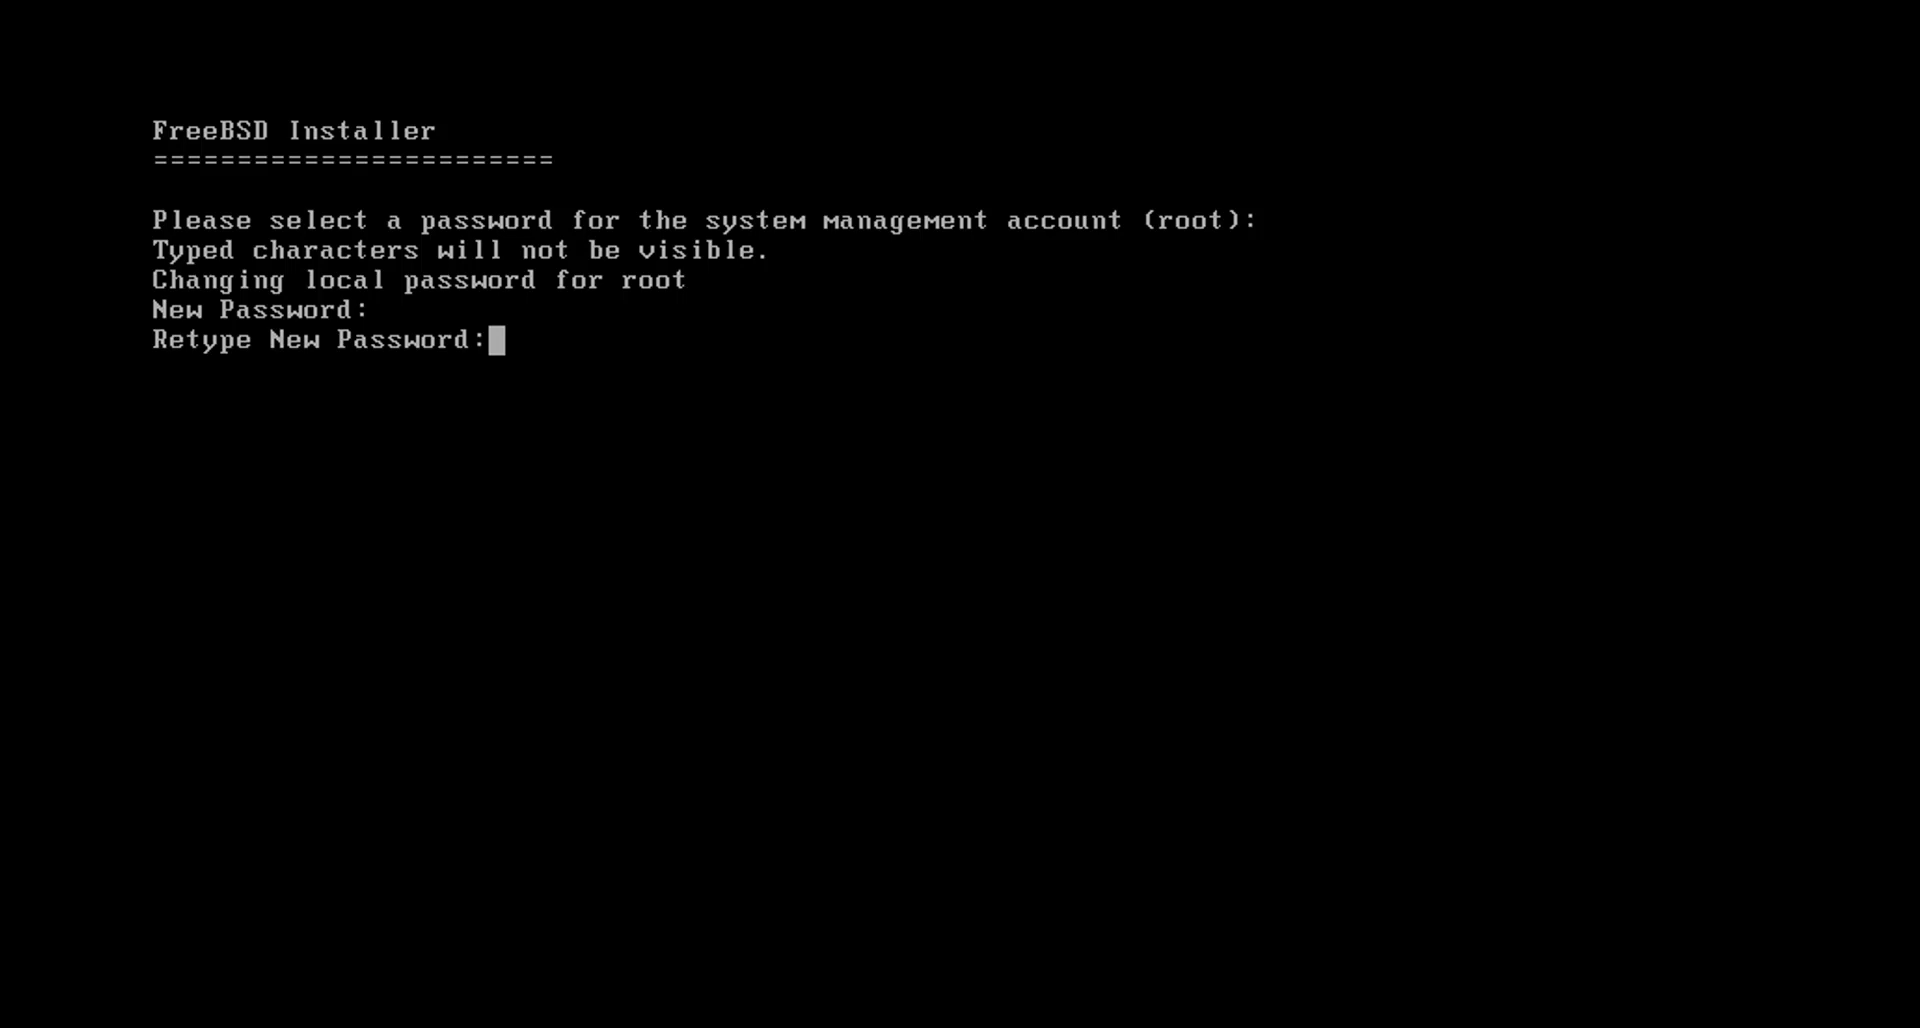 FreeBSD Installer
========================
Please select a password for the system management account (root):
Typed characters will not be visible.
Changing local password for root
New Password:
Retype New Password: